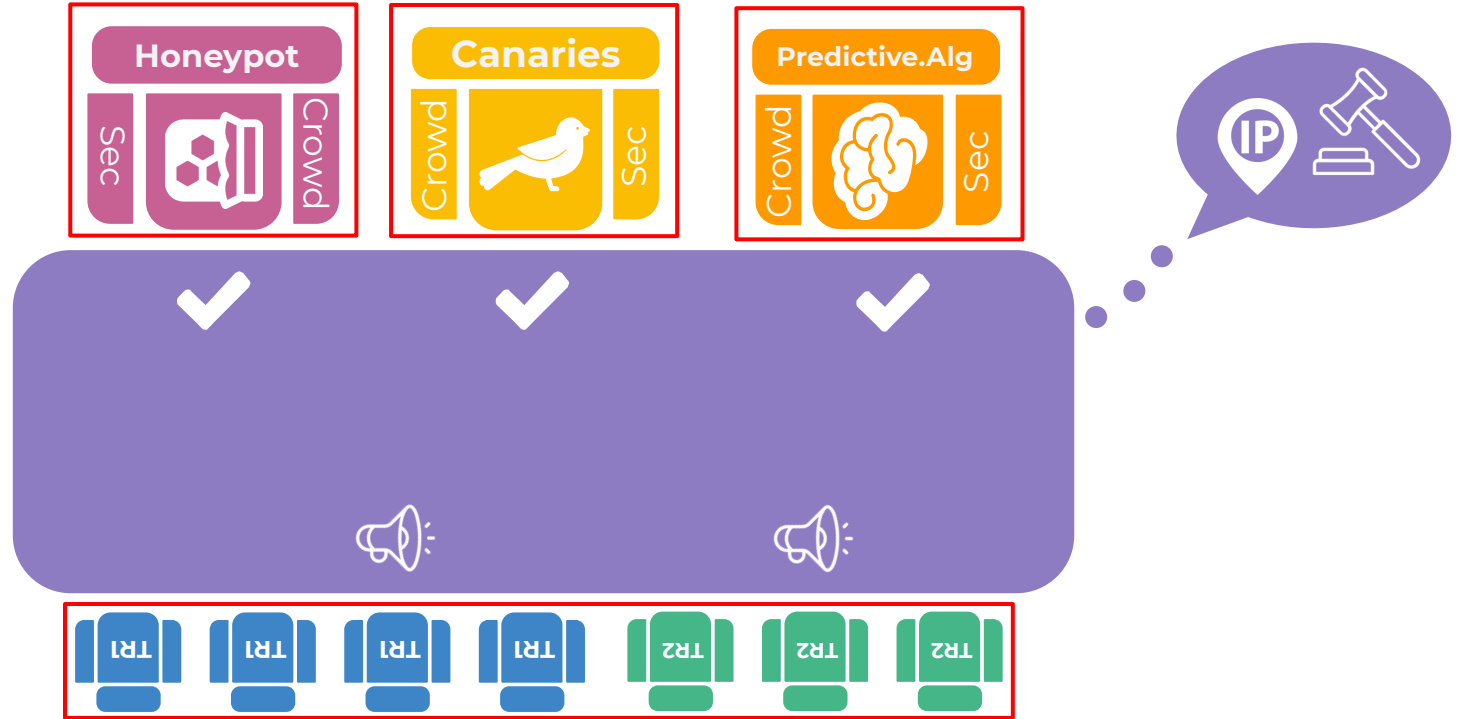 Honeypot
Sec
Crowd
Canaries
Crowd
Sec
Predictive.Alg
Crowd
Sec
IP
TR1
TR1
TR1
TR1
TR2
TR2
TR2